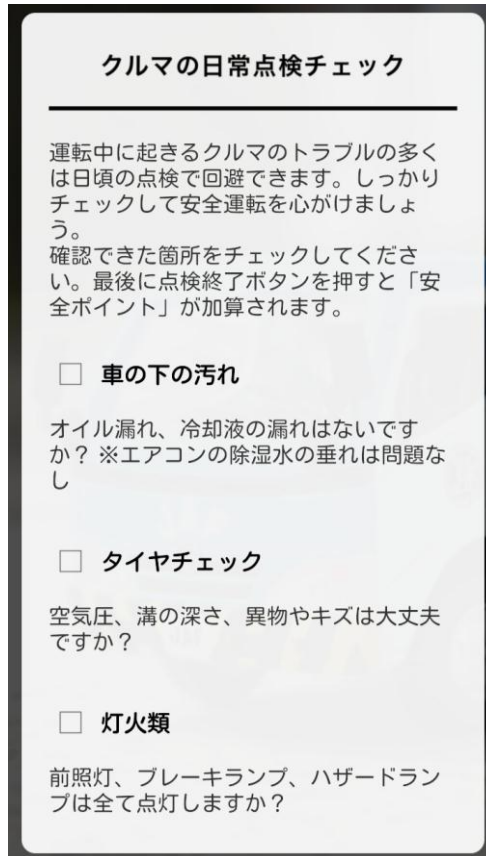 クルマの日常点検チェック
運転中に起きるクルマのトラブルの多く
は日頃の点検で回避できます。しっかり
チェックして安全運転を心がけましょ
う。
確認できた箇所をチェックしてくださ
い。最後に点検終了ボタンを押すと「安
全ポイント」が加算されます。
車の下の汚れ
オイル漏れ、冷却液の漏れはないです
か？ ※エアコンの除湿水の垂れは問題な
し
タイヤチェック
空気圧、溝の深さ、異物やキズは大丈夫
ですか？
灯火類
前照灯、ブレーキランプ、ハザードラン
プは全て点灯しますか？